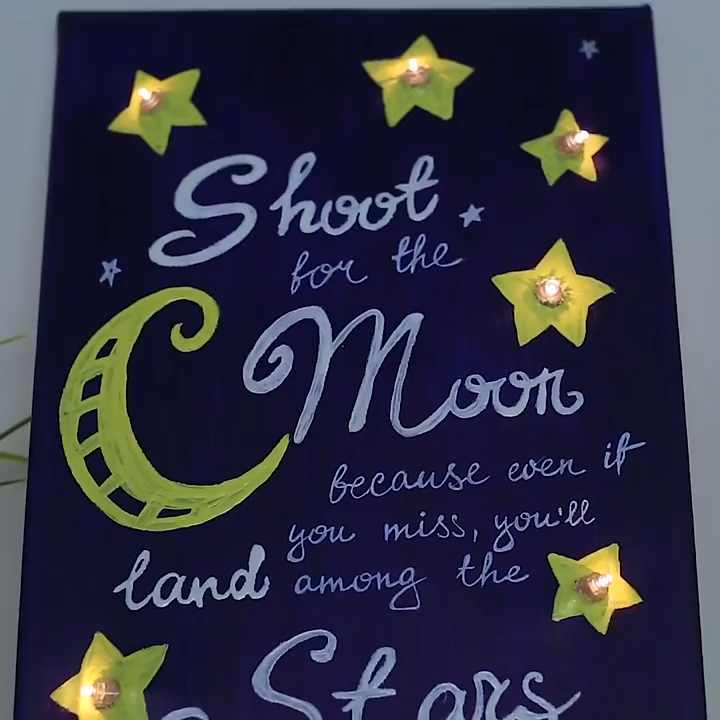 Shoot
for the
Moon
because even if
you miss, you'll
land among the
Stars